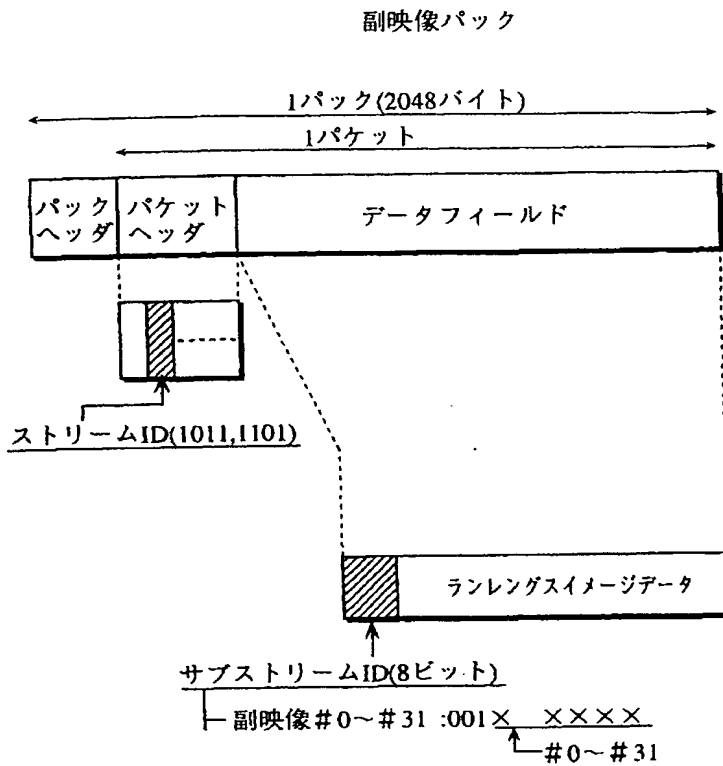 副映像パック
1パック(2048バイト)
1パケット
パック
ヘッダ
パケット
ヘッダ
データフィールド
ストリームID(1011,1101)
ランレングスイメージデータ
サブストリームID(8ビット)
副映像#0~#31 :001× ××××
#0~#31